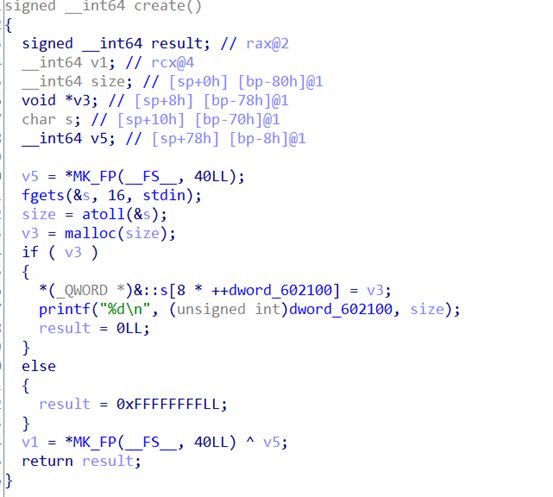 signed __int64 create()
{
signed __int64 result; // rax@2
__int64 v1; // rcx@4
__int64 size; // [sp+0h] [bp-80h]@1
void *v3; // [sp+8h] [bp-78h]@1
char s; // [sp+10h] [bp-70h]@1
__int64 v5; // [sp+78h] [bp-8h]@1
v5 = *MK_FP(__FS__, 40LL);
fgets(&s, 16, stdin);
size = atoll(&s);
v3 = malloc(size);
if ( v3 )
{
*(_QWORD *)&::s[8 * ++dword_602100] = v3;
printf("%d\n", (unsigned int)dword_602100, size);
result = 0LL;
}
else
{
result = 0xFFFFFFFFLL;
}
v1 = *MK_FP(__FS__, 40LL) ^ v5;
return result;
}